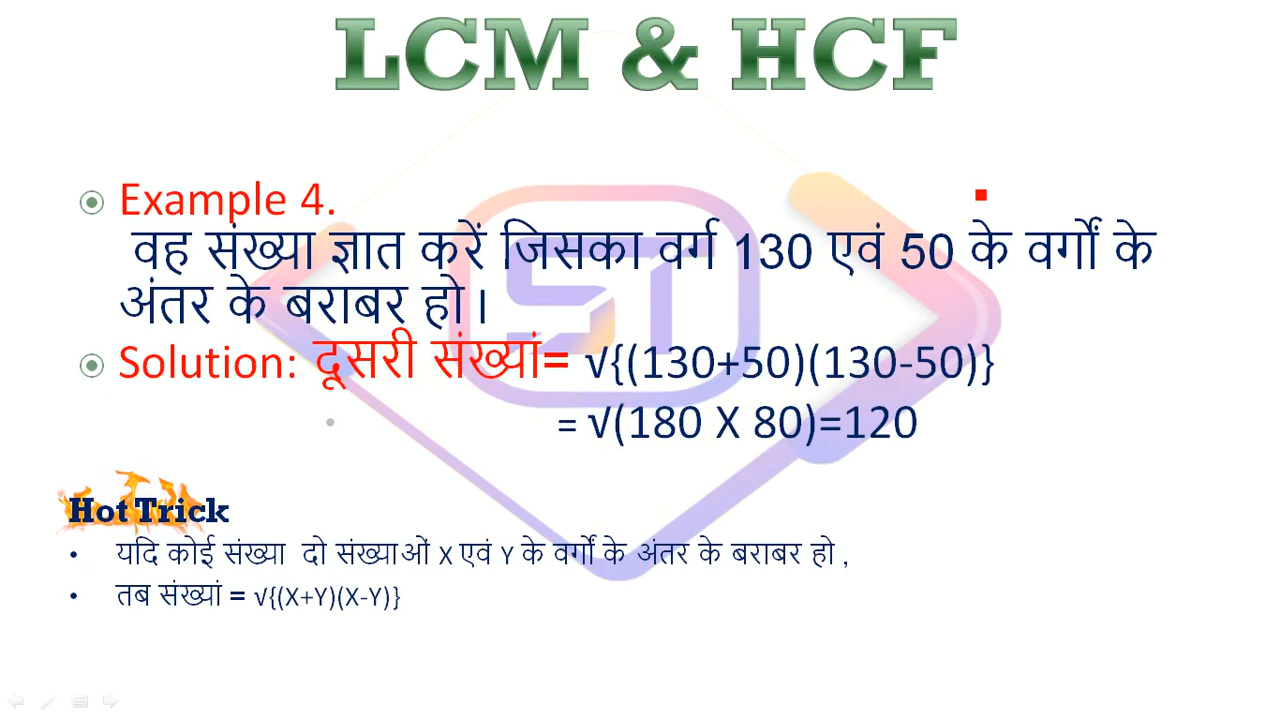 LCM & HCF
Example 4.
वह संख्या ज्ञात करें जिसका वर्ग 130 एवं 50 के वर्गों के
अंतर के बराबर हो।
Solution: दूसरी संख्यां= √{(130+50)(130-50)}
= √(180 X 80)=120
Hot Trick
• यदि कोई संख्या दो संख्याओं X एवं Y के वर्गों के अंतर के बराबर हो ,
• तब संख्यां = √{(X+Y)(X-Y)}
ST